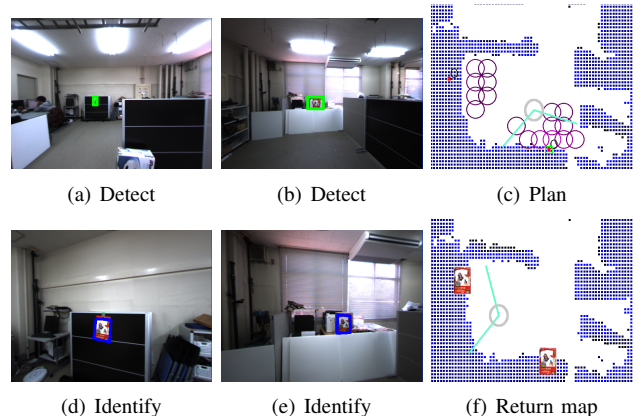 (a) Detect
(b) Detect
(c) Plan
(d) Identify
(e) Identify
(f) Return map